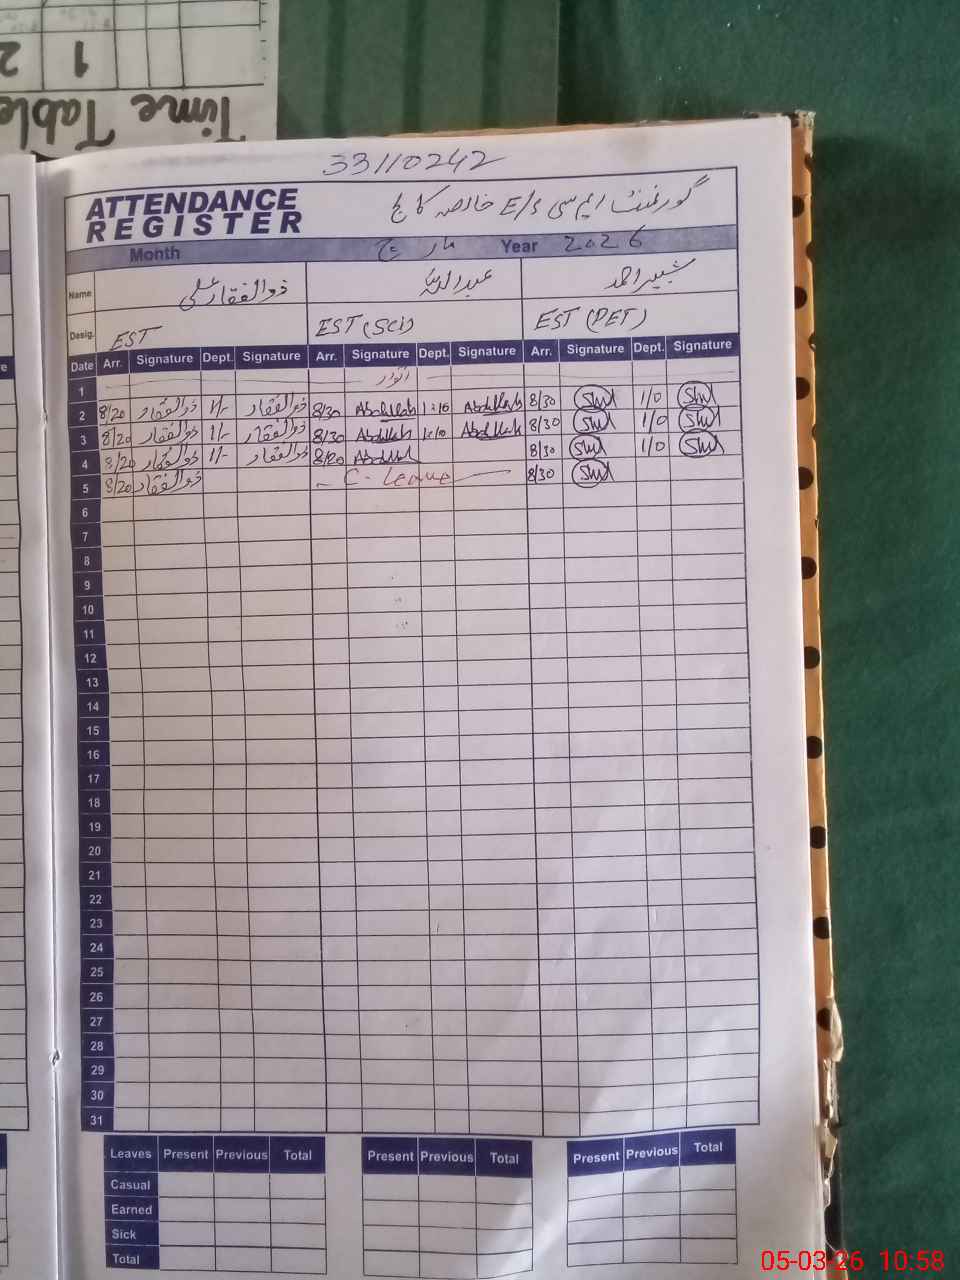 1 2
Time Table
33110242
ATTENDANCE
REGISTER
گورنمنٹ ایم سی E/S خالصہ کالج
Month مارچ Year 2026
Name ذوالفقار علی عبداللہ شبیر احمد
Desig. EST EST (Sci) EST (PET)
Date Arr. Signature Dept. Signature Arr. Signature Dept. Signature Arr. Signature Dept. Signature
1 اتوار
2 8/20 ذوالفقار 1/- ذوالفقار 8/30 Abdullah 1:10 Abdullah 8/30 1/0
3 8/20 ذوالفقار 1/- ذوالفقار 8/30 Abdullah 1:10 Abdullah 8/30 1/0
4 8/20 ذوالفقار 1/- ذوالفقار 8/20 Abdullah 8/30 1/0
5 8/20 ذوالفقار C. Leave 8/30
6
7
8
9
10
11
12
13
14
15
16
17
18
19
20
21
22
23
24
25
26
27
28
29
30
31
Leaves Present Previous Total Present Previous Total Present Previous Total
Casual
Earned
Sick
Total
05-03-26 10:58